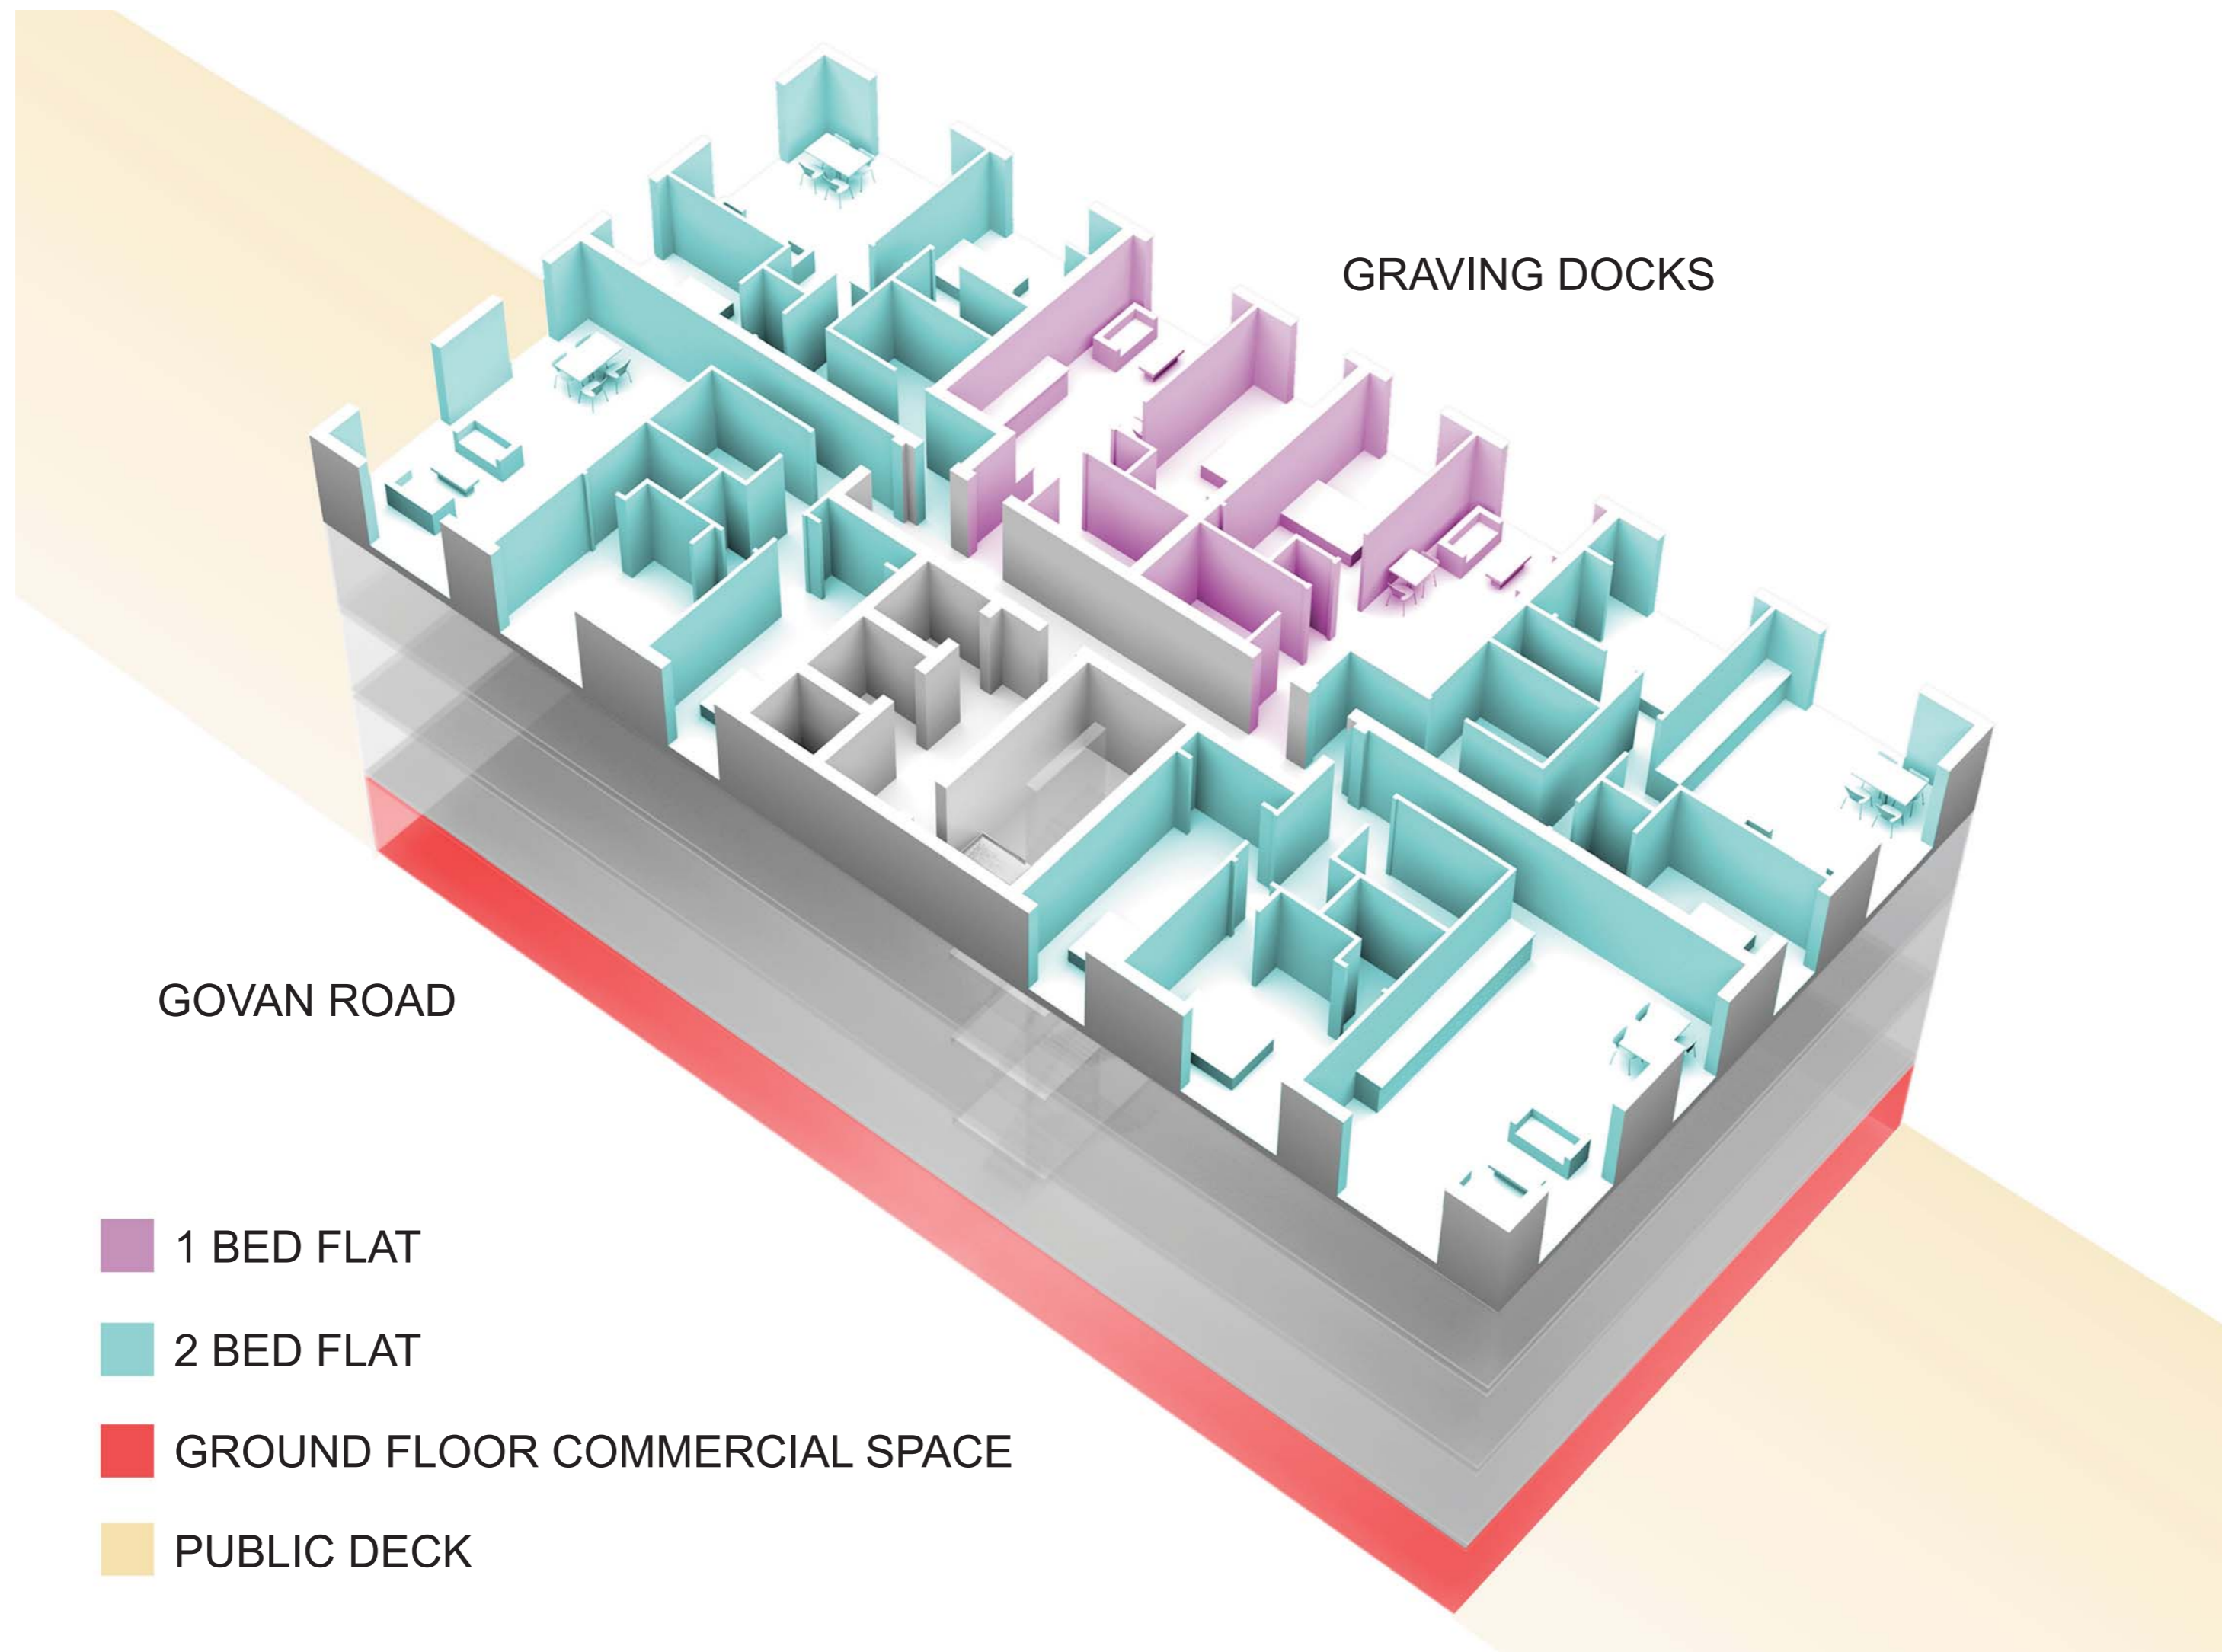 GRAVING DOCKS
GOVAN ROAD
1 BED FLAT
2 BED FLAT
GROUND FLOOR COMMERCIAL SPACE
PUBLIC DECK